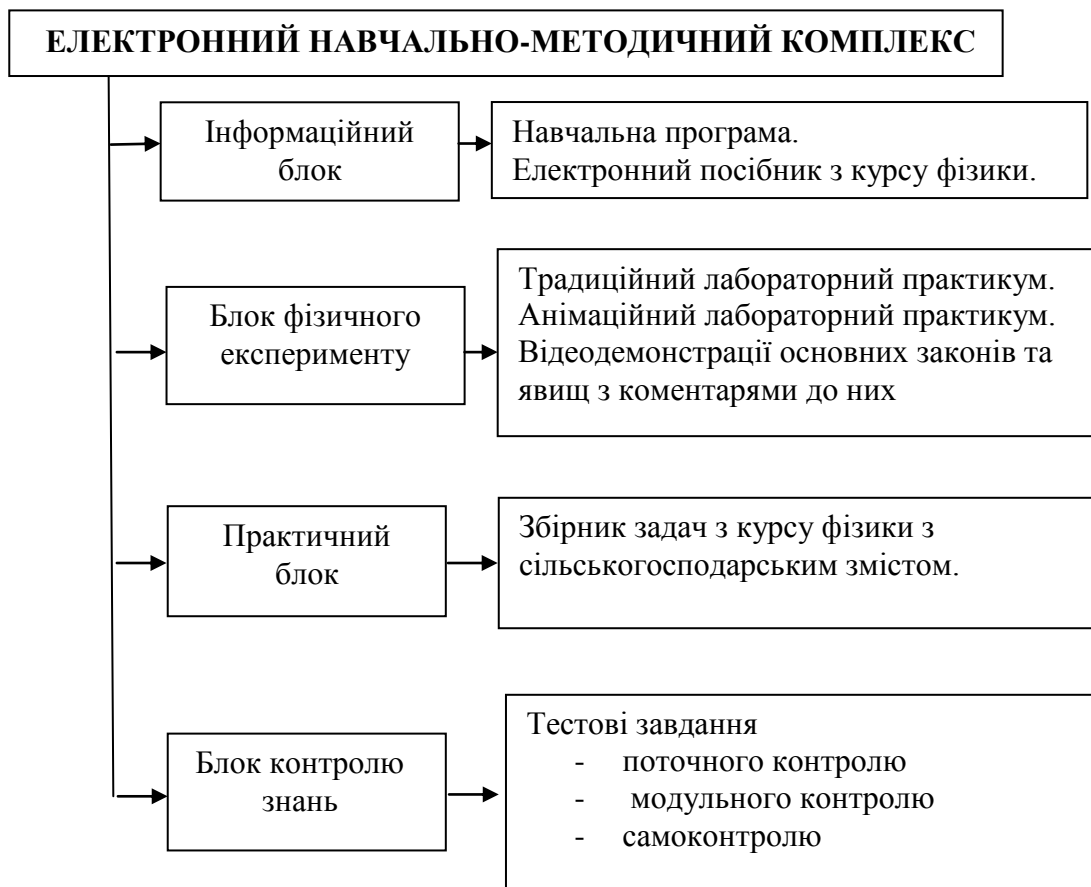 ЕЛЕКТРОННИЙ НАВЧАЛЬНО-МЕТОДИЧНИЙ КОМПЛЕКС
Інформаційний
блок
Навчальна програма.
Електронний посібник з курсу фізики.
Блок фізичного
експерименту
Традиційний лабораторний практикум.
Анімаційний лабораторний практикум.
Відеодемонстрації основних законів та
явищ з коментарями до них
Практичний
блок
Збірник задач з курсу фізики з
сільськогосподарським змістом.
Блок контролю
знань
Тестові завдання
- поточного контролю
- модульного контролю
- самоконтролю